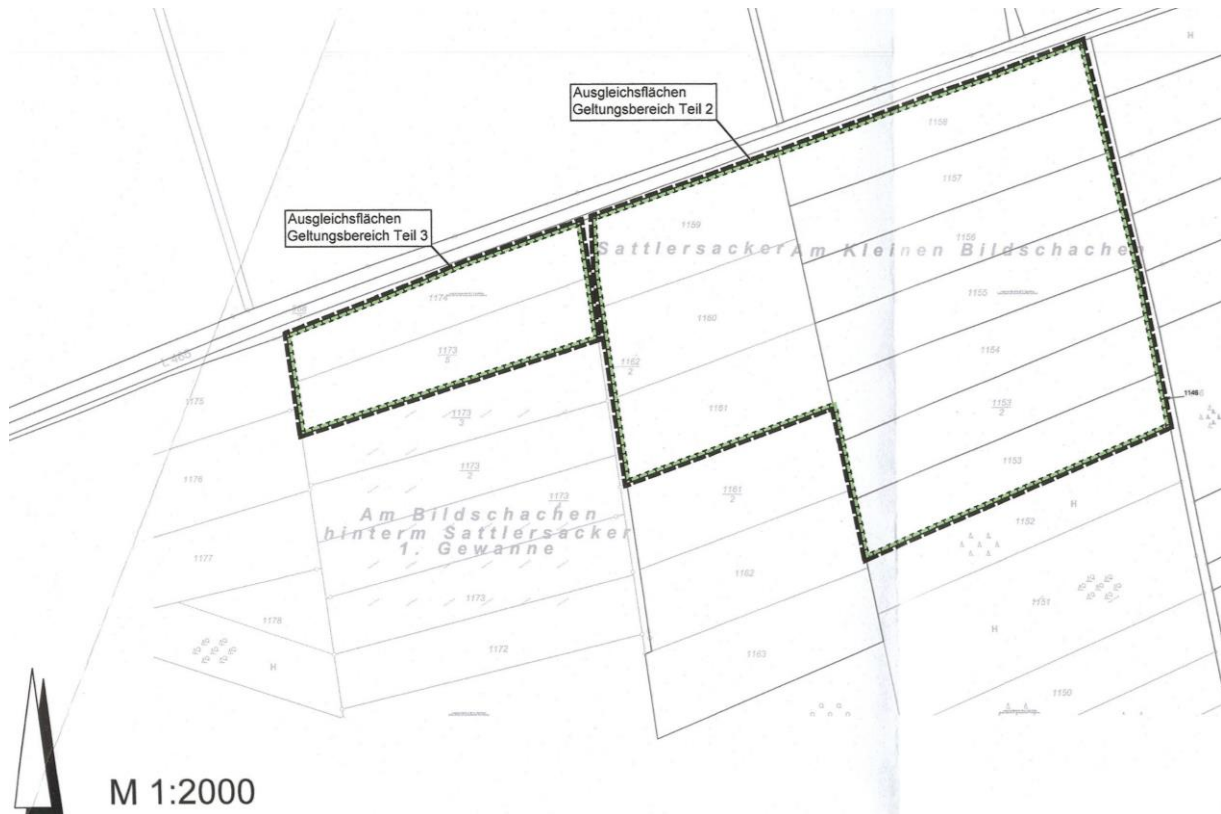 H
Ausgleichsflächen
Geltungsbereich Teil 2
1158
1157
Ausgleichsflächen
Geltungsbereich Teil 3
1159
1156
Sattlersacker Am Kleinen Bildschachen
1174
1155
1160
1173
1162
2
1154
1175
1173
3
1161
1153
2
1146
1176
1173
2
1153
1161
2
1173
Am Bildschachen
hinterm Sattlersacker
1. Gewanne
1152
H
1177
1162
1173
1151
1178
H
1172
1163
H
1150
M 1:2000